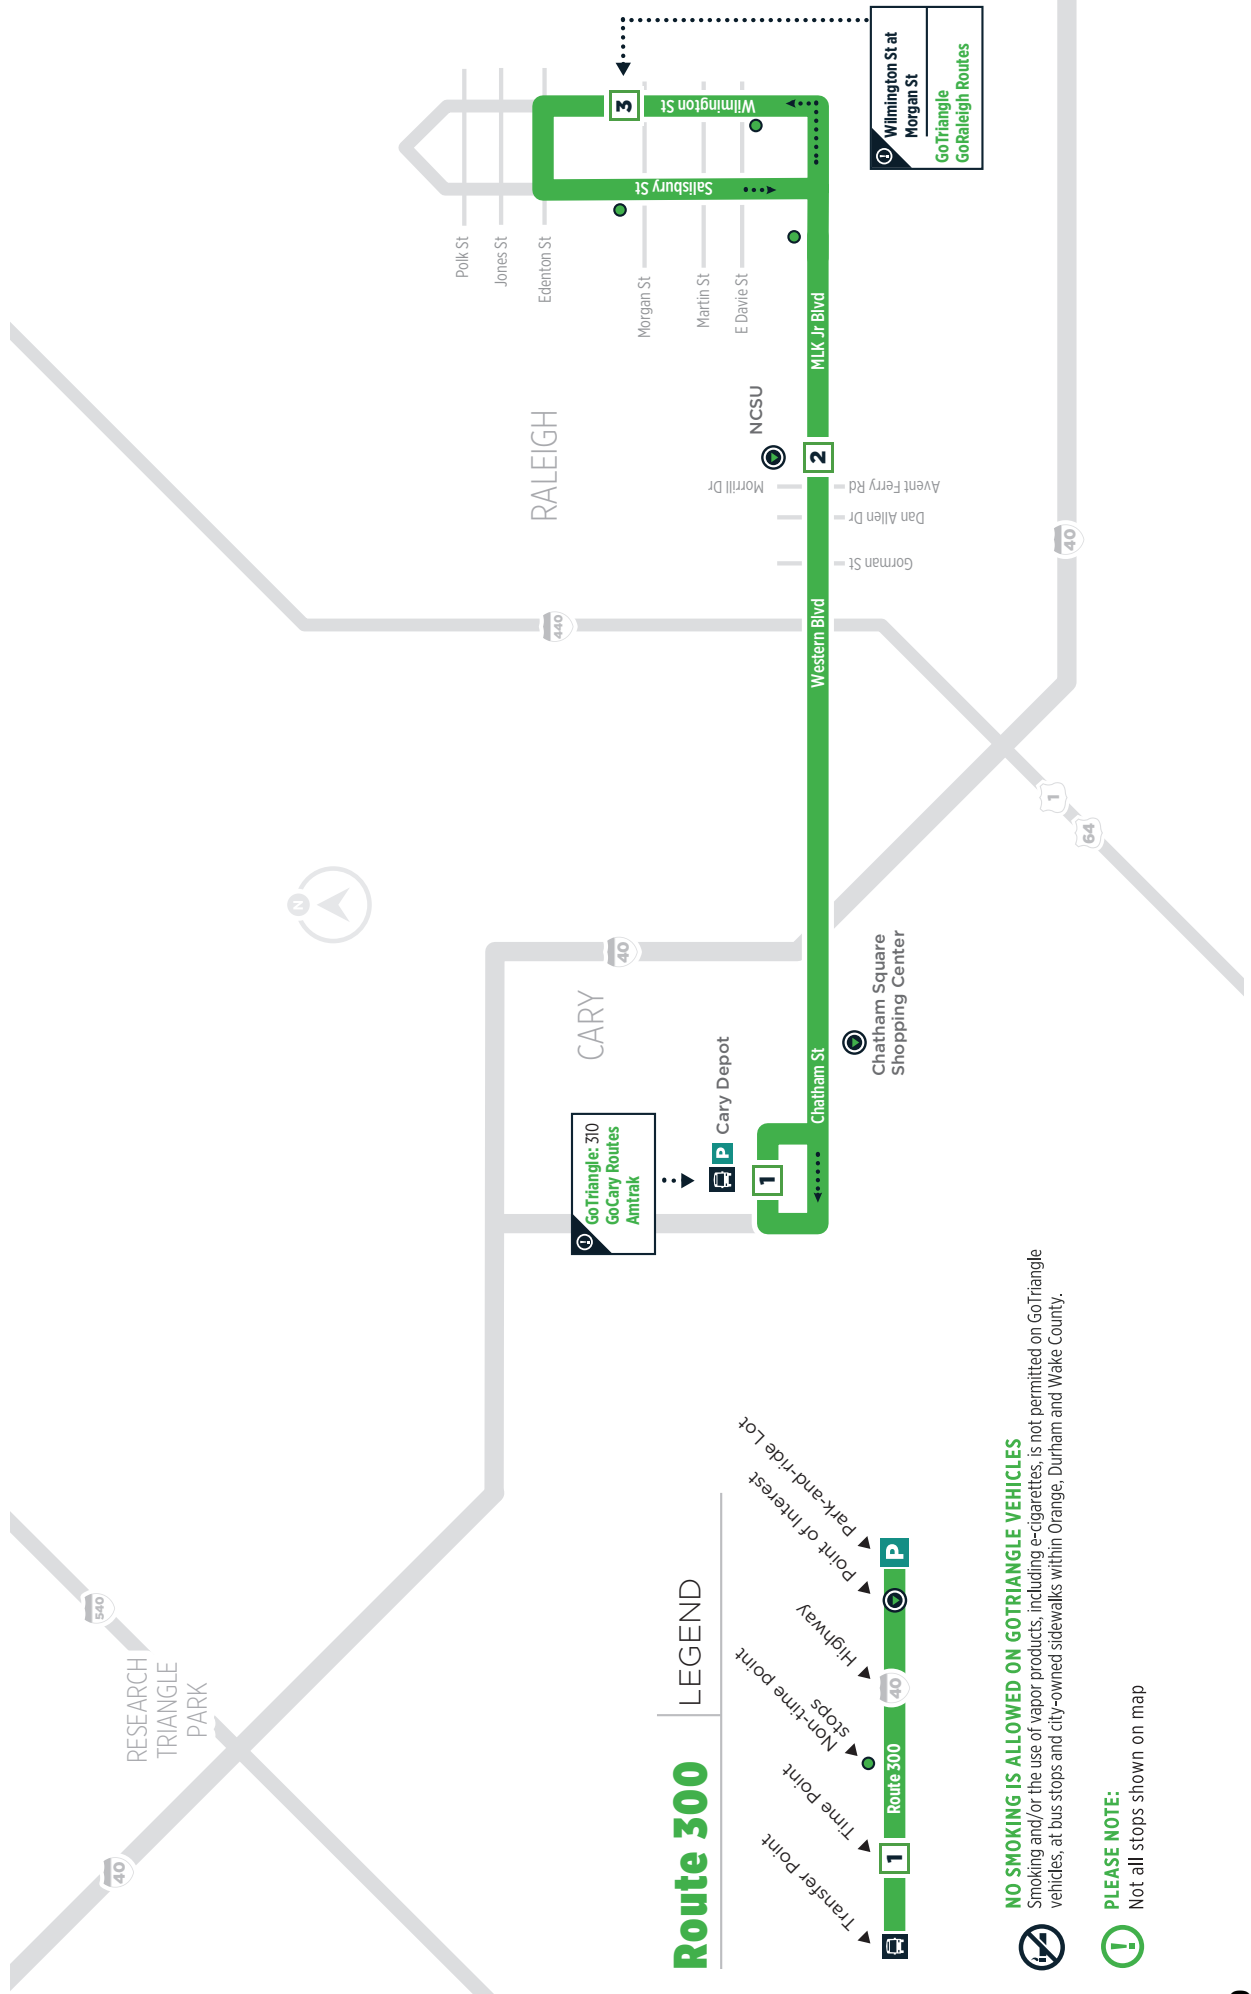 Route 300
LEGEND
Transfer Point
Time Point
Non-time point
stops
Highway
Point of Interest
Park-and-ride Lot
1
Route 300
40
P
NO SMOKING IS ALLOWED ON GOTRIANGLE VEHICLES
Smoking and/or the use of vapor products, including e-cigarettes, is not permitted on GoTriangle
vehicles, at bus stops and city-owned sidewalks within Orange, Durham and Wake County.
PLEASE NOTE:
Not all stops shown on map
40
540
RESEARCH
TRIANGLE
PARK
GoTriangle: 310
GoCary Routes
Amtrak
P
Cary Depot
1
CARY
40
N
Chatham St
Chatham Square
Shopping Center
64
1
40
440
Western Blvd
Gorman St
Dan Allen Dr
Avent Ferry Rd
Morrill Dr
2
NCSU
RALEIGH
MLK Jr Blvd
Polk St
Jones St
Edenton St
Morgan St
Martin St
E Davie St
Salisbury St
Wilmington St
3
Wilmington St at
Morgan St
GoTriangle
GoRaleigh Routes